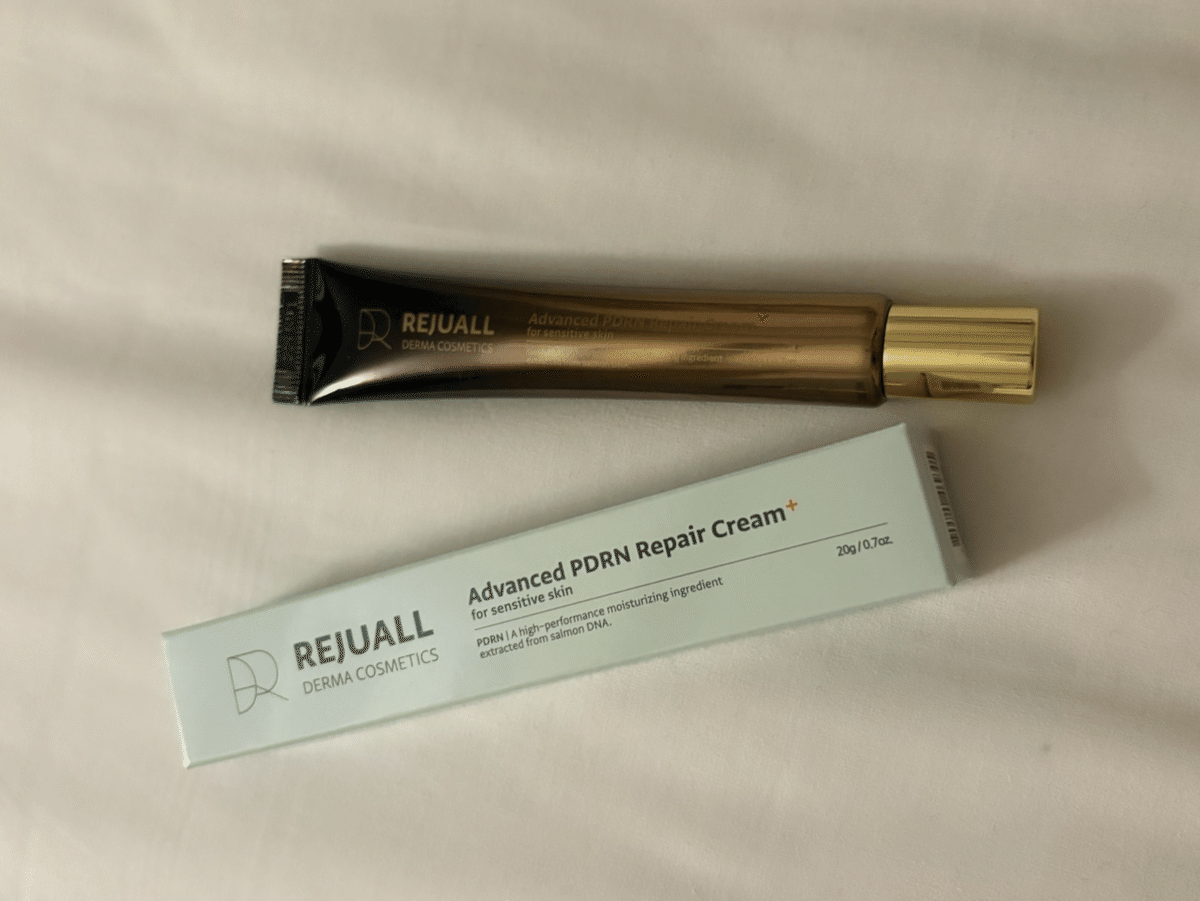 REJUALL
DERMA COSMETICS
Advanced PDRN Repair
for sensitive skin
ingredient
REJUALL
DERMA COSMETICS
Advanced PDRN Repair Cream+
for sensitive skin
20g / 0.7oz.
PDRN | A high-performance moisturizing ingredient
extracted from salmon DNA.